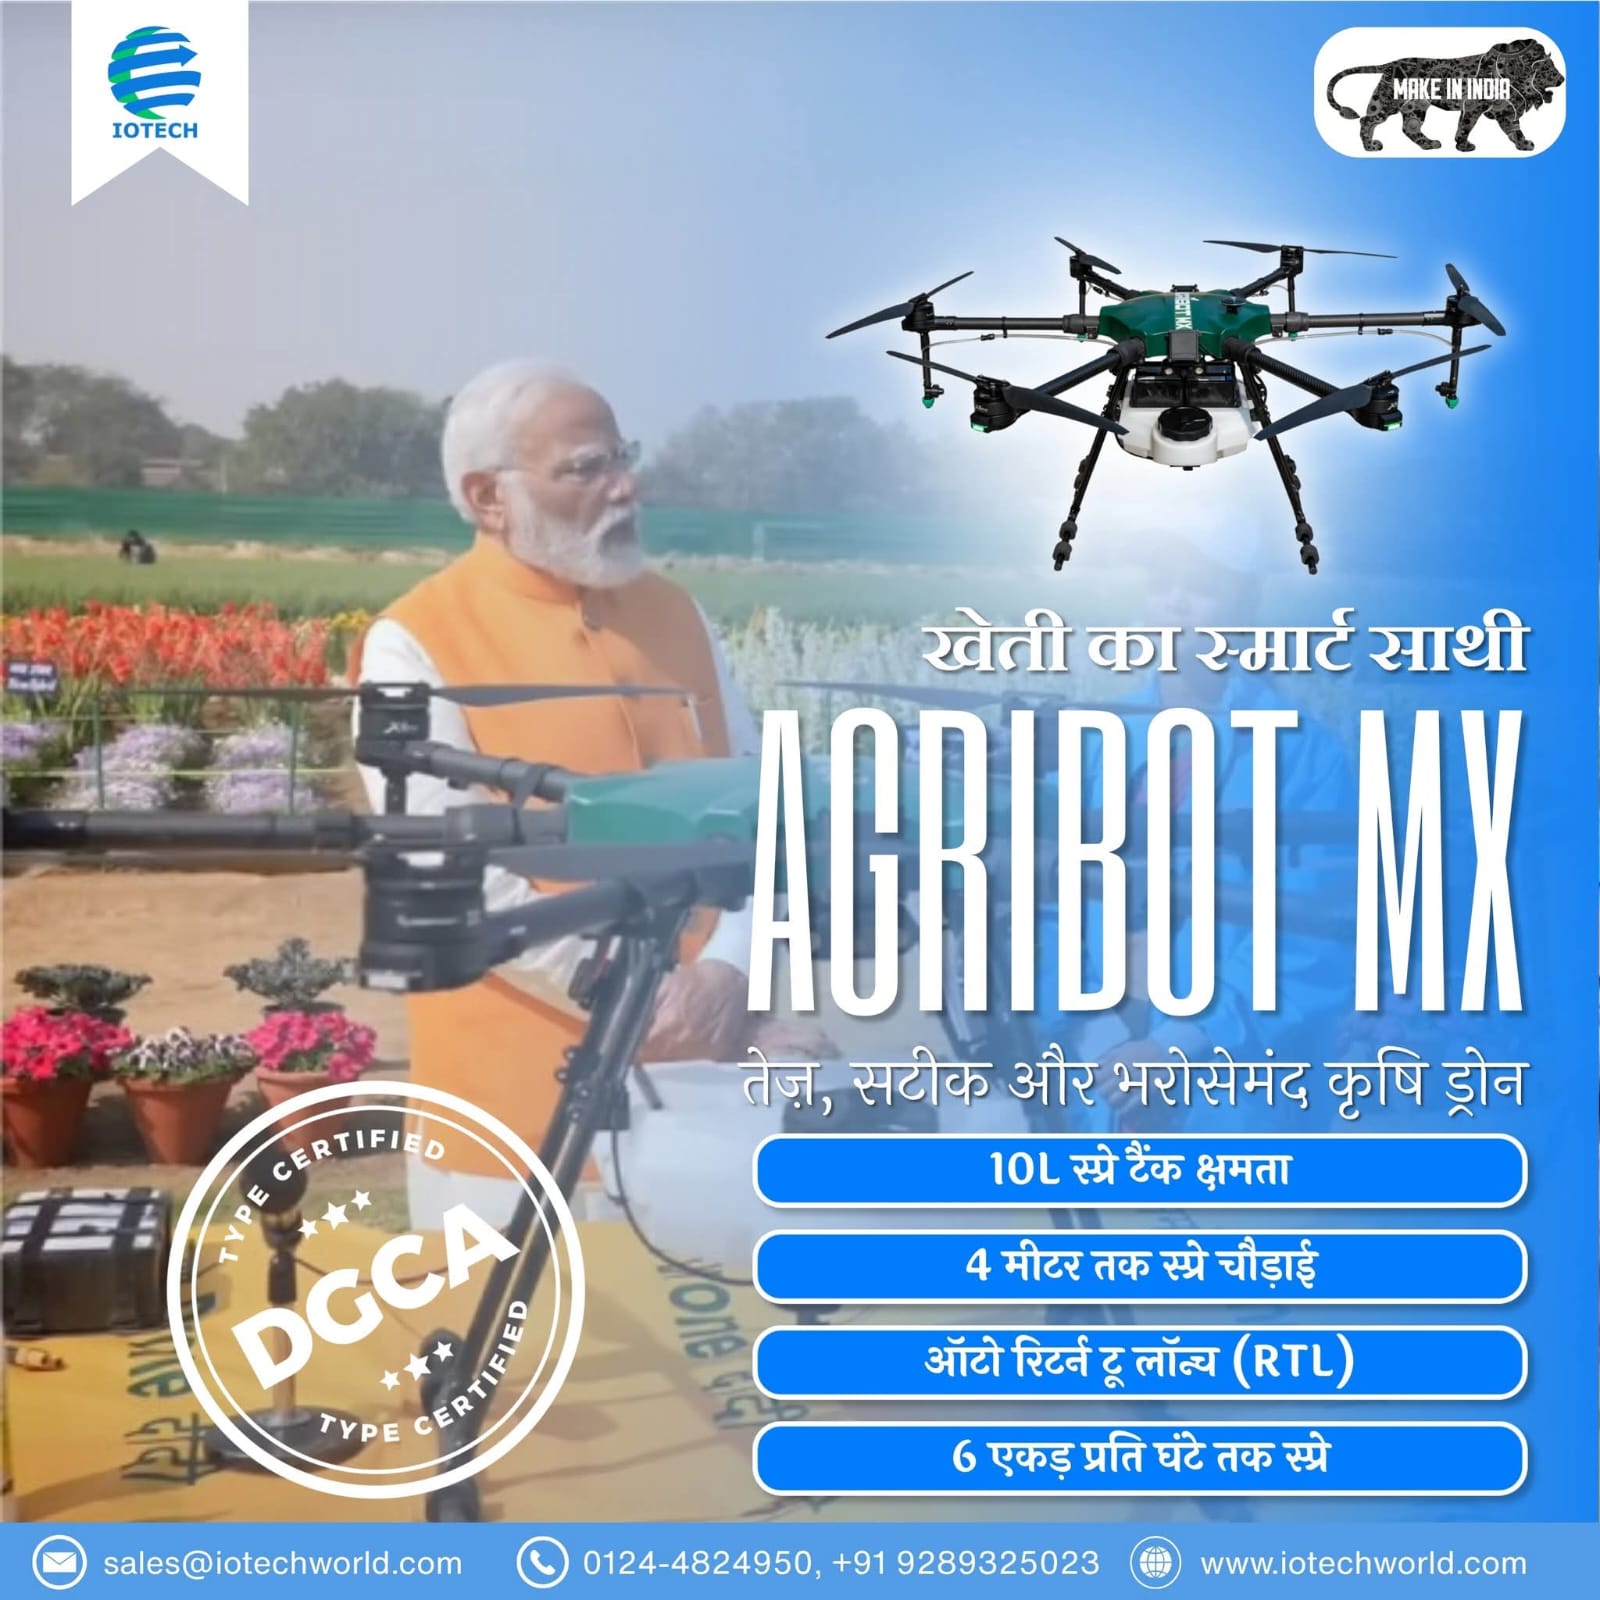 IOTECH
MAKE IN INDIA
खेती का स्मार्ट साथी
AGRIBOT MX
तेज़, सटीक और भरोसेमंद कृषि ड्रोन
10L स्प्रे टैंक क्षमता
4 मीटर तक स्प्रे चौड़ाई
ऑटो रिटर्न टू लॉन्च (RTL)
6 एकड़ प्रति घंटे तक स्प्रे
TYPE CERTIFIED
DGCA
TYPE CERTIFIED
sales@iotechworld.com
0124-4824950, +91 9289325023
www.iotechworld.com